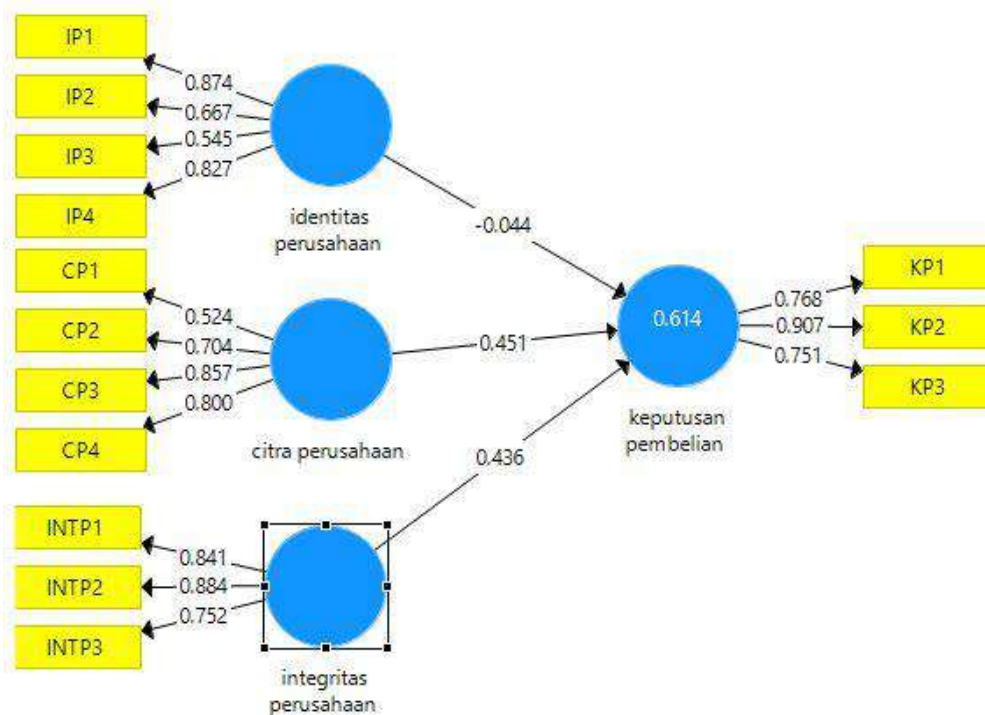 IP1
0.874
IP2
0.667
IP3
0.545
0.827
IP4
identitas
perusahaan
-0.044
CP1
0.524
CP2
0.704
CP3
0.857
0.800
CP4
citra perusahaan
0.451
0.614
keputusan
pembelian
KP1
0.768
KP2
0.907
0.751
KP3
0.436
INTP1
0.841
INTP2
0.884
0.752
INTP3
integritas
perusahaan